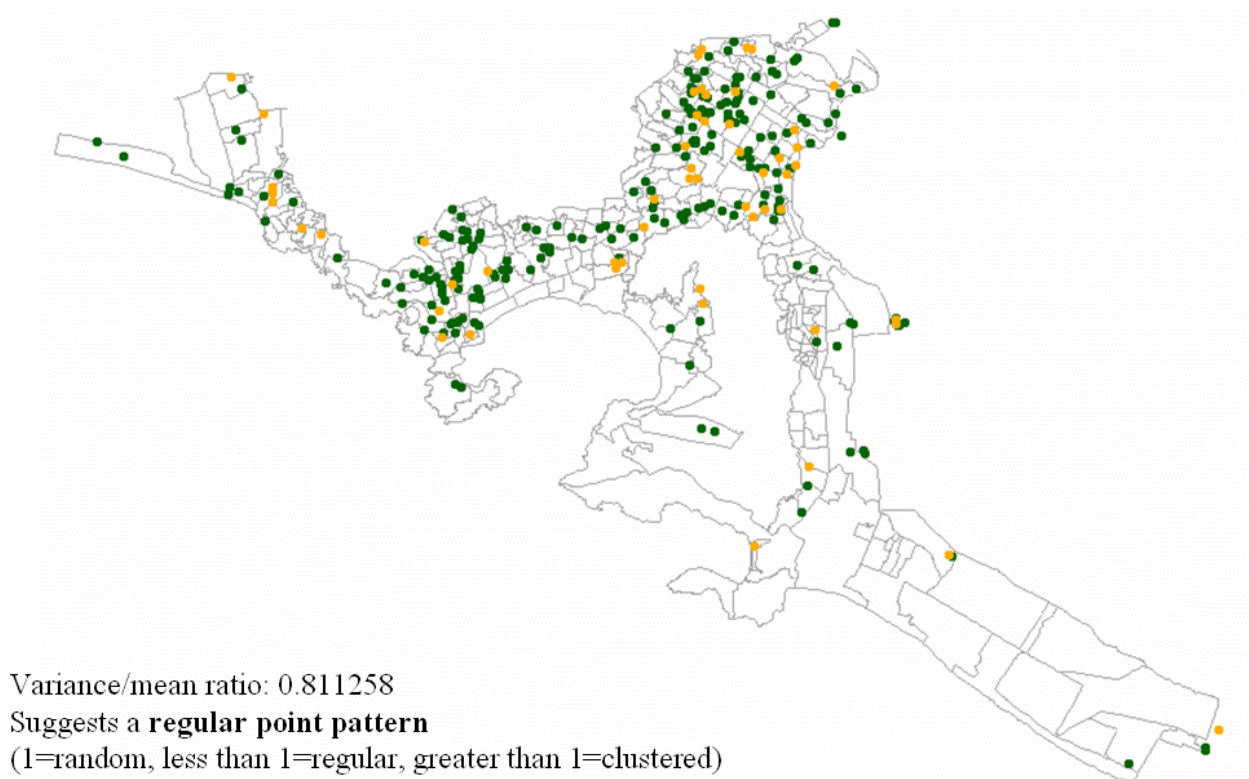 Variance/mean ratio: 0.811258
Suggests a regular point pattern
(1=random, less than 1=regular, greater than 1=clustered)